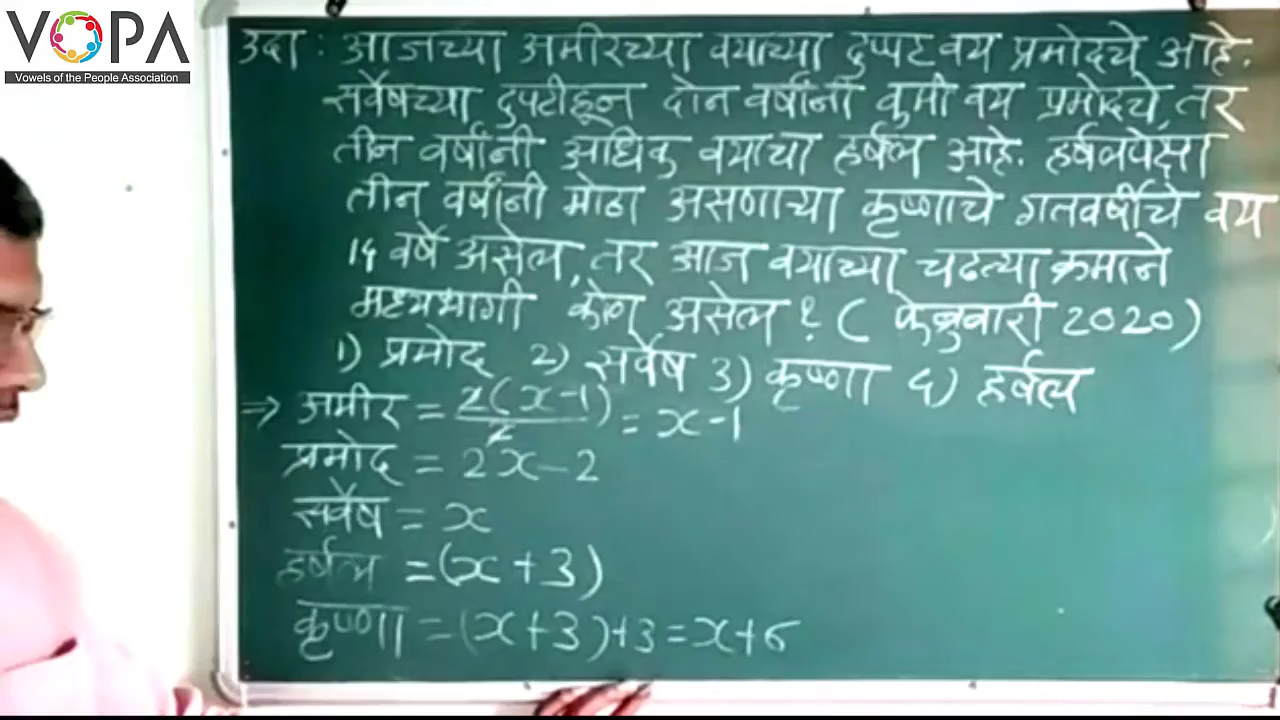 VOPA
Vowels of the People Association
उदा : आजच्या अमीरच्या वयाच्या दुप्पट वय प्रमोदचे आहे.
सर्वेषच्या दुपटीहून दोन वर्षांनी कमी वय प्रमोदचे, तर
तीन वर्षांनी अधिक वयाचा हर्षल आहे. हर्षलपेक्षा
तीन वर्षांनी मोठा असणाऱ्या कृष्णाचे गतवर्षीचे वय
14 वर्षे असेल, तर आज वयाच्या चढत्या क्रमाने
मध्यभागी कोण असेल ? ( फेब्रुवारी 2020 )
1) प्रमोद 2) सर्वेष 3) कृष्णा 4) हर्षल
⇒ अमीर = 2(x-1)/2 = x-1
प्रमोद = 2x-2
सर्वेष = x
हर्षल = (x+3)
कृष्णा = (x+3)+3 = x+6